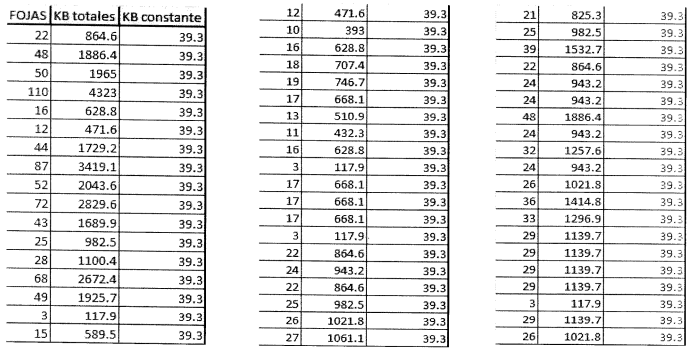 FOJAS KB totales KB constante
22 864.6 39.3
48 1886.4 39.3
50 1965 39.3
110 4323 39.3
16 628.8 39.3
12 471.6 39.3
44 1729.2 39.3
87 3419.1 39.3
52 2043.6 39.3
72 2829.6 39.3
43 1689.9 39.3
25 982.5 39.3
28 1100.4 39.3
68 2672.4 39.3
49 1925.7 39.3
3 117.9 39.3
15 589.5 39.3
12 471.6 39.3
10 393 39.3
16 628.8 39.3
18 707.4 39.3
19 746.7 39.3
17 668.1 39.3
13 510.9 39.3
11 432.3 39.3
16 628.8 39.3
3 117.9 39.3
17 668.1 39.3
17 668.1 39.3
17 668.1 39.3
3 117.9 39.3
22 864.6 39.3
24 943.2 39.3
22 864.6 39.3
25 982.5 39.3
26 1021.8 39.3
27 1061.1 39.3
21 825.3 39.3
25 982.5 39.3
39 1532.7 39.3
22 864.6 39.3
24 943.2 39.3
24 943.2 39.3
48 1886.4 39.3
24 943.2 39.3
32 1257.6 39.3
24 943.2 39.3
26 1021.8 39.3
36 1414.8 39.3
33 1296.9 39.3
29 1139.7 39.3
29 1139.7 39.3
29 1139.7 39.3
29 1139.7 39.3
3 117.9 39.3
29 1139.7 39.3
26 1021.8 39.3